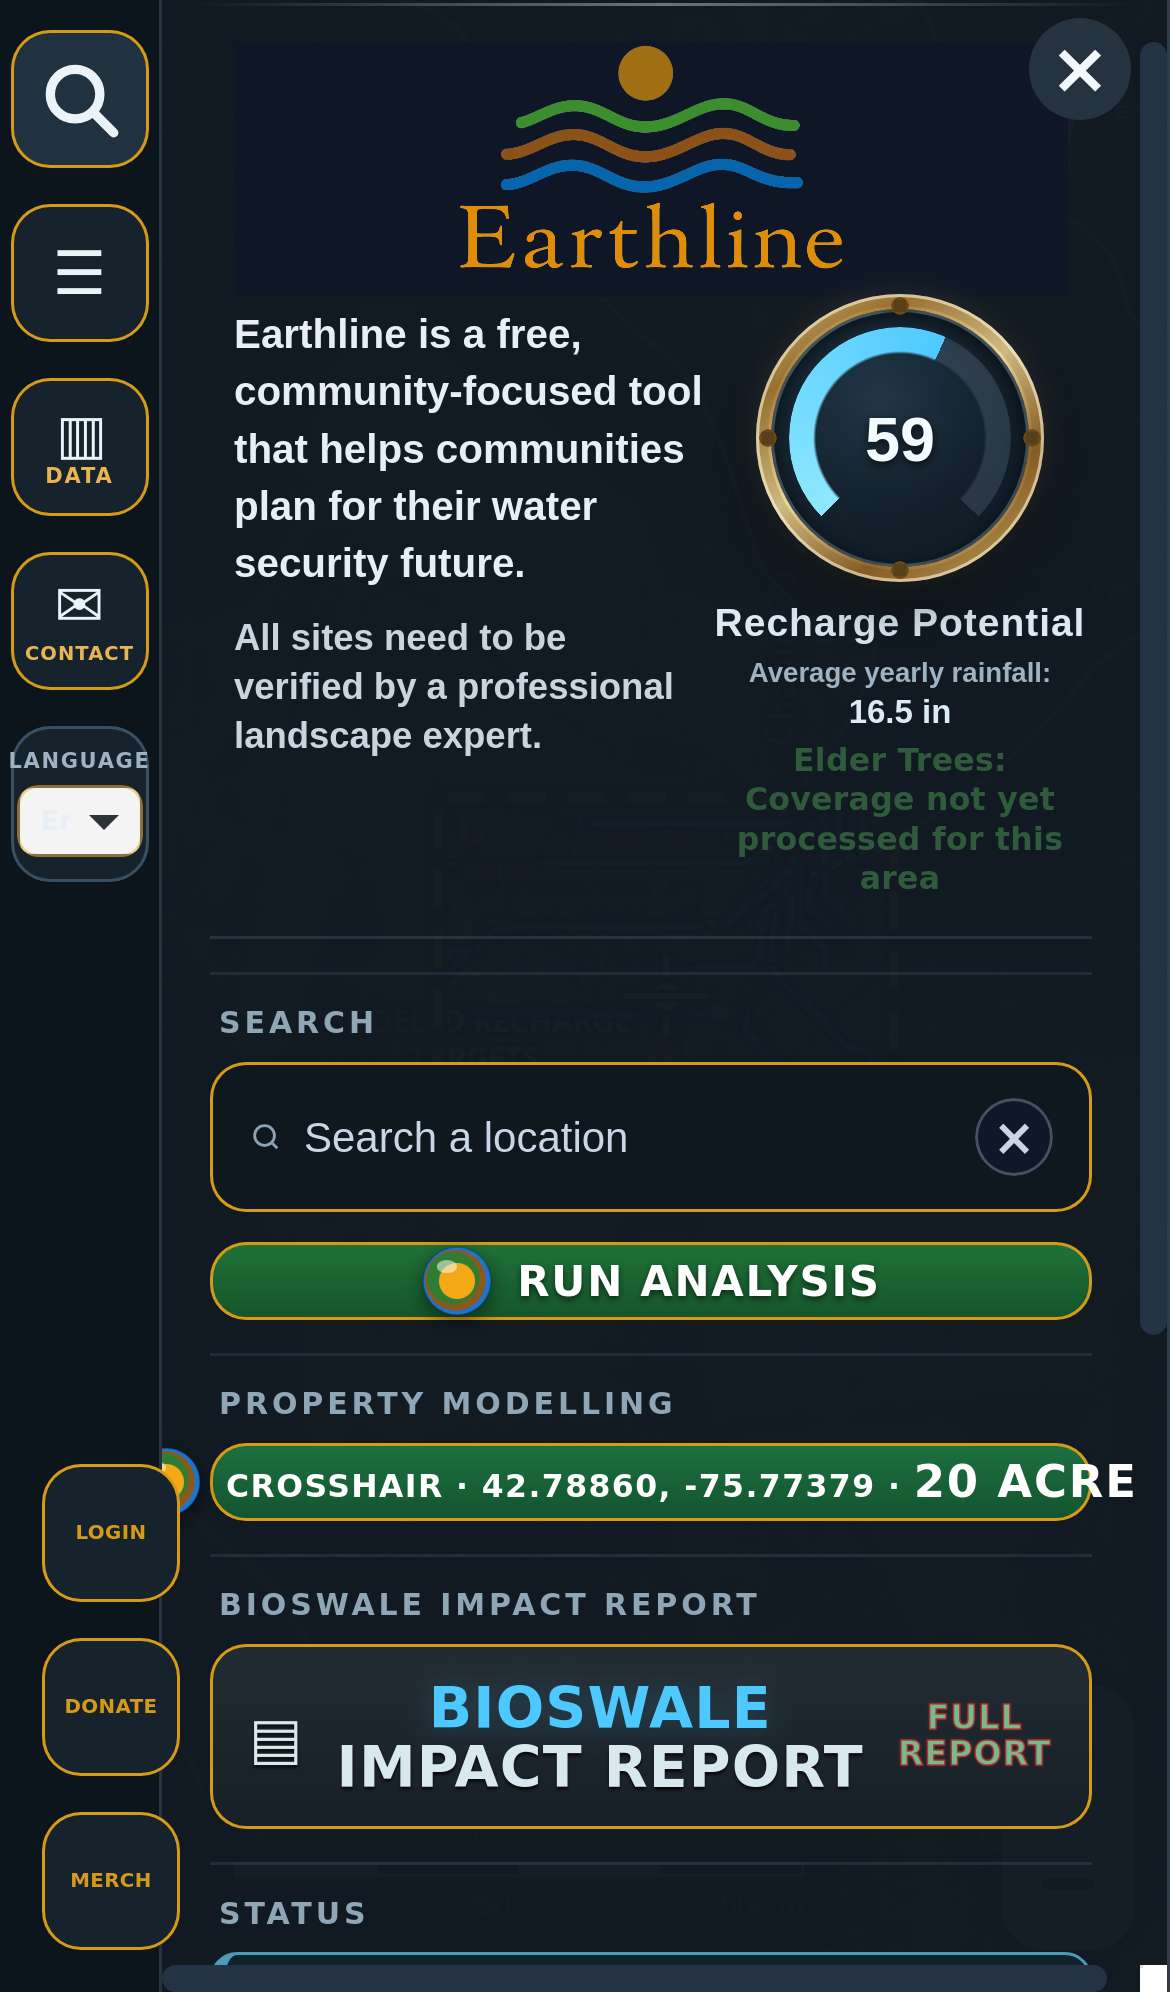 Earthline
Earthline is a free,
community-focused tool
that helps communities
plan for their water
security future.
All sites need to be
verified by a professional
landscape expert.
59
Recharge Potential
Average yearly rainfall:
16.5 in
Elder Trees:
Coverage not yet
processed for this
area
DATA
CONTACT
LANGUAGE
SEARCH
Search a location
RUN ANALYSIS
PROPERTY MODELLING
CROSSHAIR · 42.78860, -75.77379 · 20 ACRE
BIOSWALE IMPACT REPORT
BIOSWALE
IMPACT REPORT
FULL
REPORT
STATUS
LOGIN
DONATE
MERCH